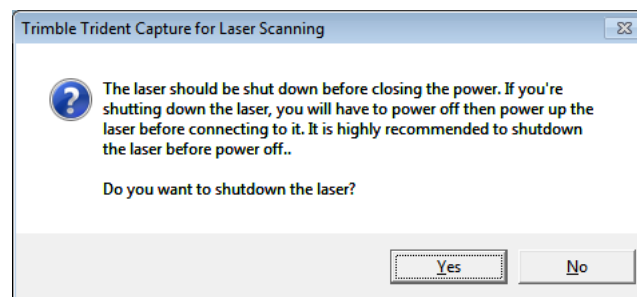 Trimble Trident Capture for Laser Scanning
The laser should be shut down before closing the power. If you're
shutting down the laser, you will have to power off then power up the
laser before connecting to it. It is highly recommended to shutdown
the laser before power off..
Do you want to shutdown the laser?
Yes No